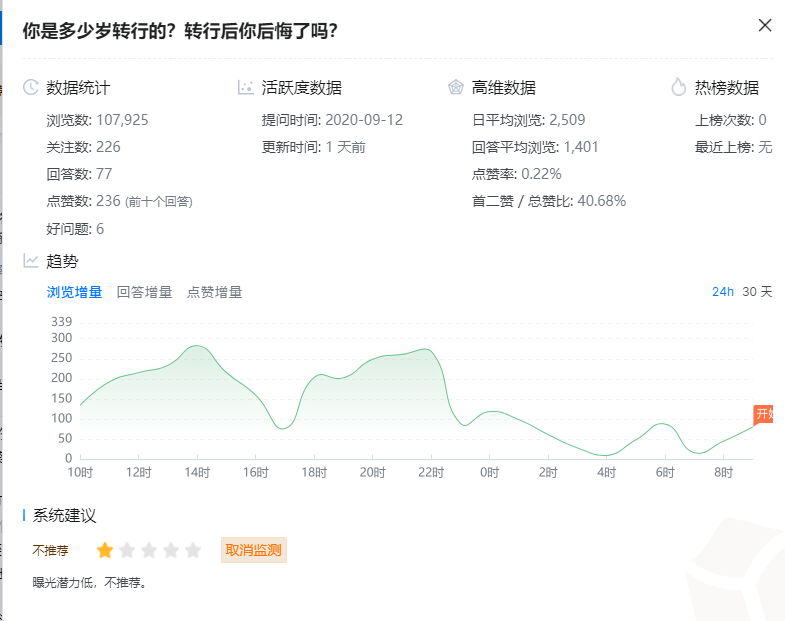 你是多少岁转行的？转行后你后悔了吗？
数据统计
浏览数: 107,925
关注数: 226
回答数: 77
点赞数: 236 (前十个回答)
好问题: 6
活跃度数据
提问时间: 2020-09-12
更新时间: 1 天前
高维数据
日平均浏览: 2,509
回答平均浏览: 1,401
点赞率: 0.22%
首二赞 / 总赞比: 40.68%
热榜数据
上榜次数: 0
最近上榜: 无
趋势
浏览增量 回答增量 点赞增量 24h 30 天
339
300
250
200
150
100
50
0
开始
10时 12时 14时 16时 18时 20时 22时 0时 2时 4时 6时 8时
系统建议
不推荐 取消监测
曝光潜力低，不推荐。